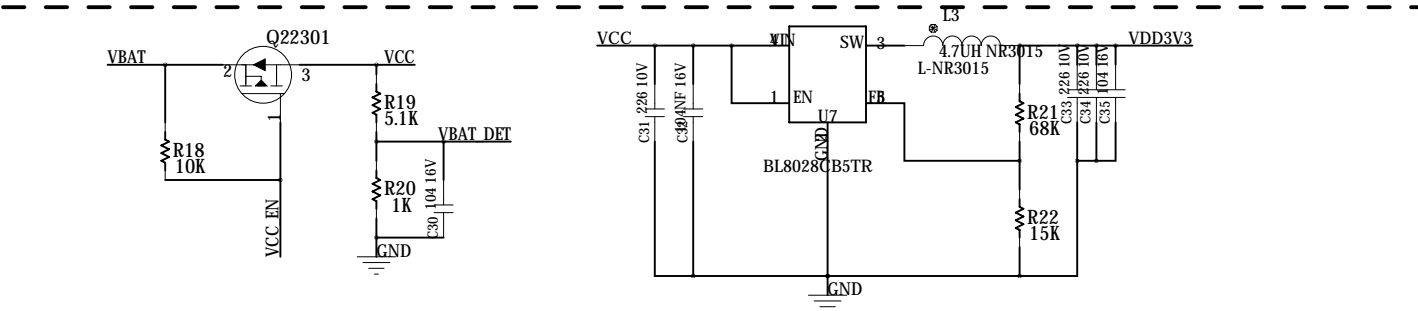 Q22301
VBAT
2
3
1
VCC
R18
10K
VCC_EN
R19
5.1K
VBAT_DET
R20
1K
C30 104 16V
GND
VCC
C31 226 10V
VIN
SW
3
1
EN
U7
GND
BL8028CB5TR
L3
4.7UH NR3015
L-NR3015
VDD3V3
R21
68K
R22
15K
C33 226 10V
C34 226 10V
C35 104 16V
GND